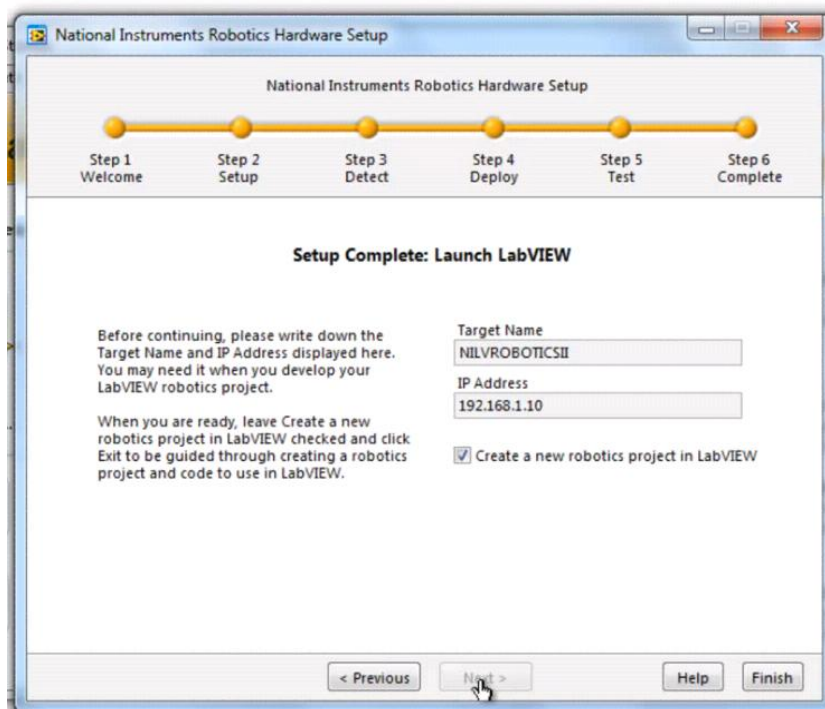 National Instruments Robotics Hardware Setup
National Instruments Robotics Hardware Setup
Step 1
Welcome
Step 2
Setup
Step 3
Detect
Step 4
Deploy
Step 5
Test
Step 6
Complete
Setup Complete: Launch LabVIEW
Before continuing, please write down the
Target Name and IP Address displayed here.
You may need it when you develop your
LabVIEW robotics project.
When you are ready, leave Create a new
robotics project in LabVIEW checked and click
Exit to be guided through creating a robotics
project and code to use in LabVIEW.
Target Name
NILVROBOTICSII
IP Address
192.168.1.10
Create a new robotics project in LabVIEW
< Previous
Next >
Help
Finish